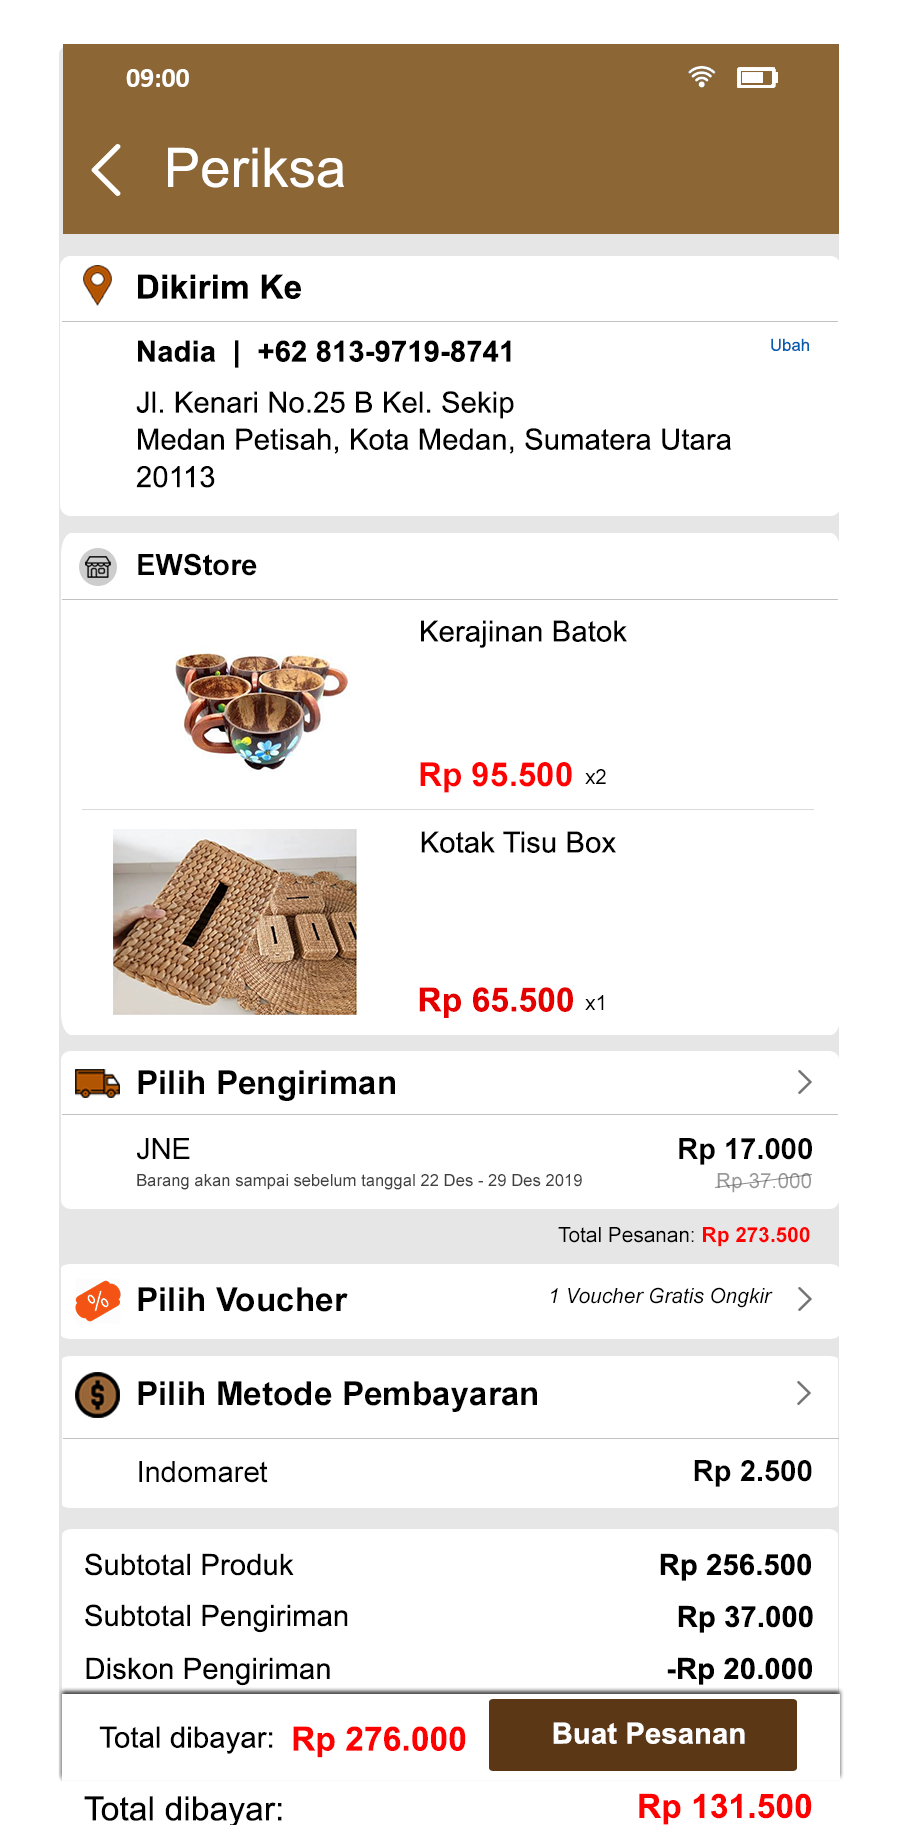 09:00
Periksa
Dikirim Ke
Nadia | +62 813-9719-8741
Ubah
Jl. Kenari No.25 B Kel. Sekip
Medan Petisah, Kota Medan, Sumatera Utara
20113
EWStore
Kerajinan Batok
Rp 95.500 x2
Kotak Tisu Box
Rp 65.500 x1
Pilih Pengiriman
JNE Rp 17.000
Barang akan sampai sebelum tanggal 22 Des - 29 Des 2019 Rp 37.000
Total Pesanan: Rp 273.500
Pilih Voucher 1 Voucher Gratis Ongkir
Pilih Metode Pembayaran
Indomaret Rp 2.500
Subtotal Produk Rp 256.500
Subtotal Pengiriman Rp 37.000
Diskon Pengiriman -Rp 20.000
Total dibayar: Rp 276.000 Buat Pesanan
Total dibayar: Rp 131.500